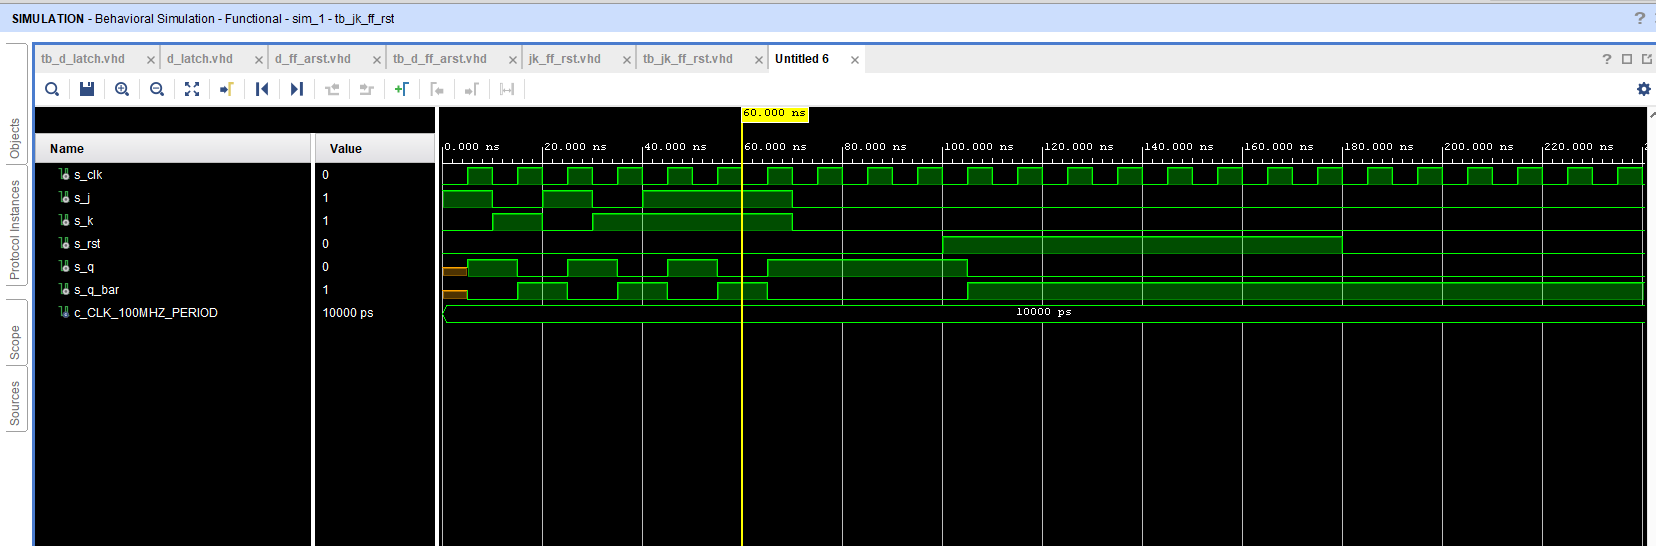 SIMULATION - Behavioral Simulation - Functional - sim_1 - tb_jk_ff_rst
?
tb_d_latch.vhd × d_latch.vhd × d_ff_arst.vhd × tb_d_ff_arst.vhd × jk_ff_rst.vhd × tb_jk_ff_rst.vhd × Untitled 6 ×
?
Objects
Protocol Instances
Scope
Sources
60.000 ns
Name Value
0.000 ns 20.000 ns 40.000 ns 60.000 ns 80.000 ns 100.000 ns 120.000 ns 140.000 ns 160.000 ns 180.000 ns 200.000 ns 220.000 ns
s_clk 0
s_j 1
s_k 1
s_rst 0
s_q 0
s_q_bar 1
c_CLK_100MHZ_PERIOD 10000 ps 10000 ps